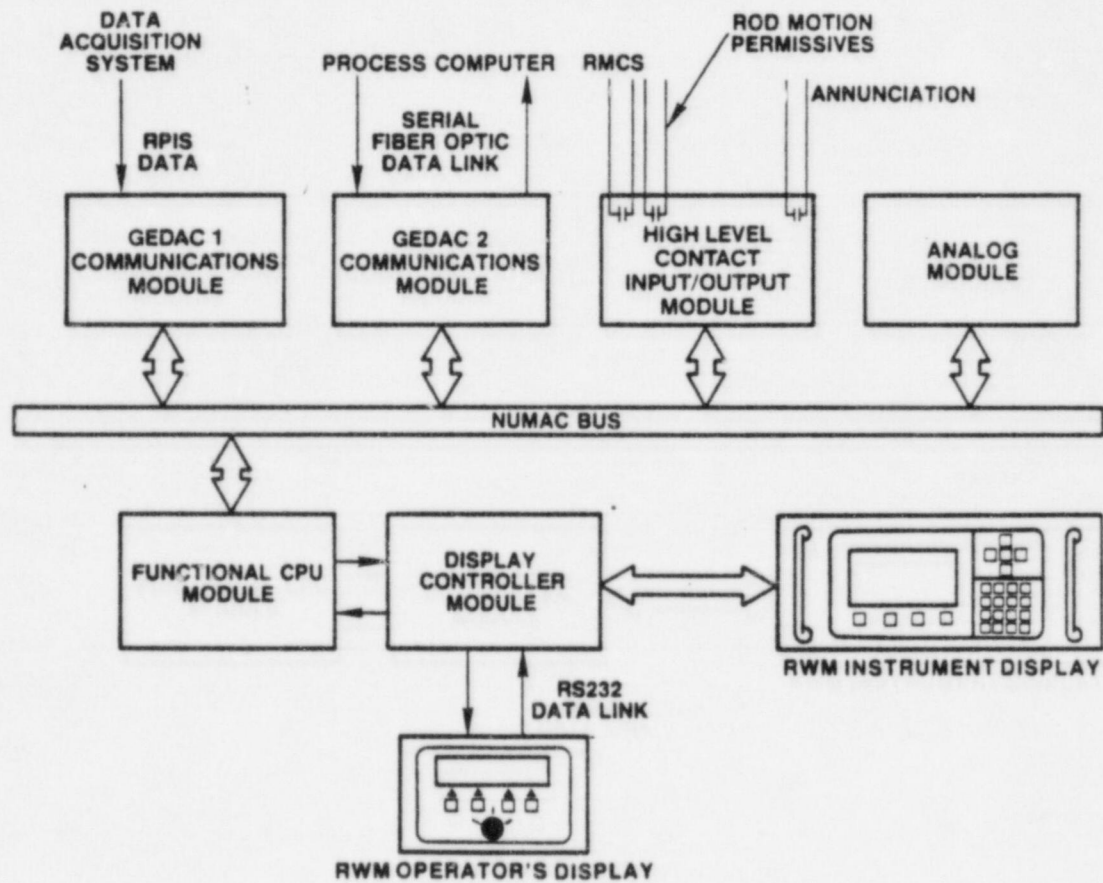 DATA
ACQUISITION
SYSTEM
RPIS
DATA
PROCESS COMPUTER
SERIAL
FIBER OPTIC
DATA LINK
RMCS
ROD MOTION
PERMISSIVES
ANNUNCIATION
GEDAC 1
COMMUNICATIONS
MODULE
GEDAC 2
COMMUNICATIONS
MODULE
HIGH LEVEL
CONTACT
INPUT/OUTPUT
MODULE
ANALOG
MODULE
NUMAC BUS
FUNCTIONAL CPU
MODULE
DISPLAY
CONTROLLER
MODULE
RWM INSTRUMENT DISPLAY
RS232
DATA LINK
RWM OPERATOR'S DISPLAY